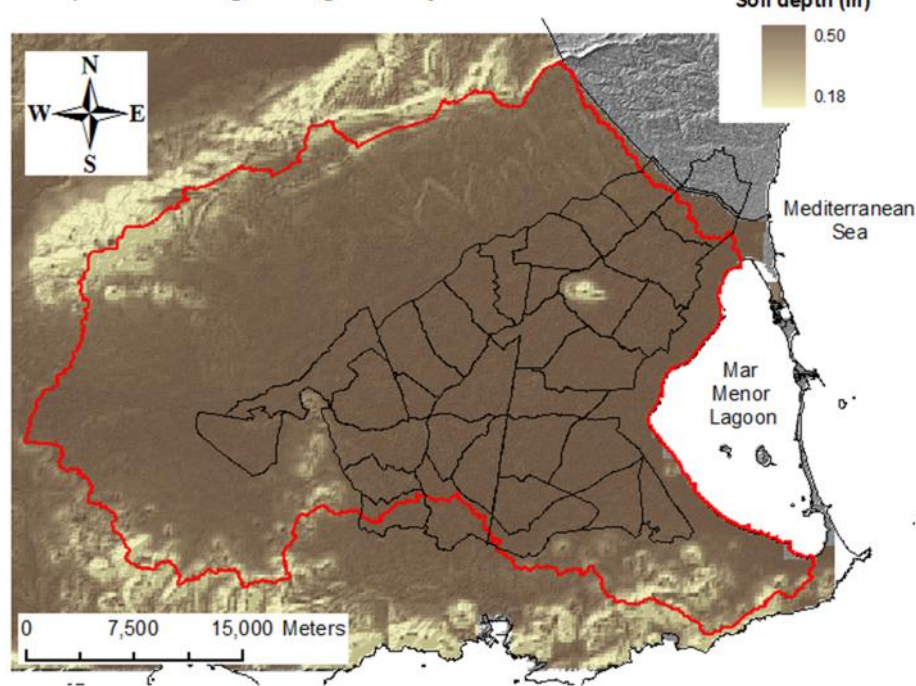 Soil depth (m)
0.50
0.18
N
W E
S
Mediterranean
Sea
Mar
Menor
Lagoon
0 7,500 15,000 Meters